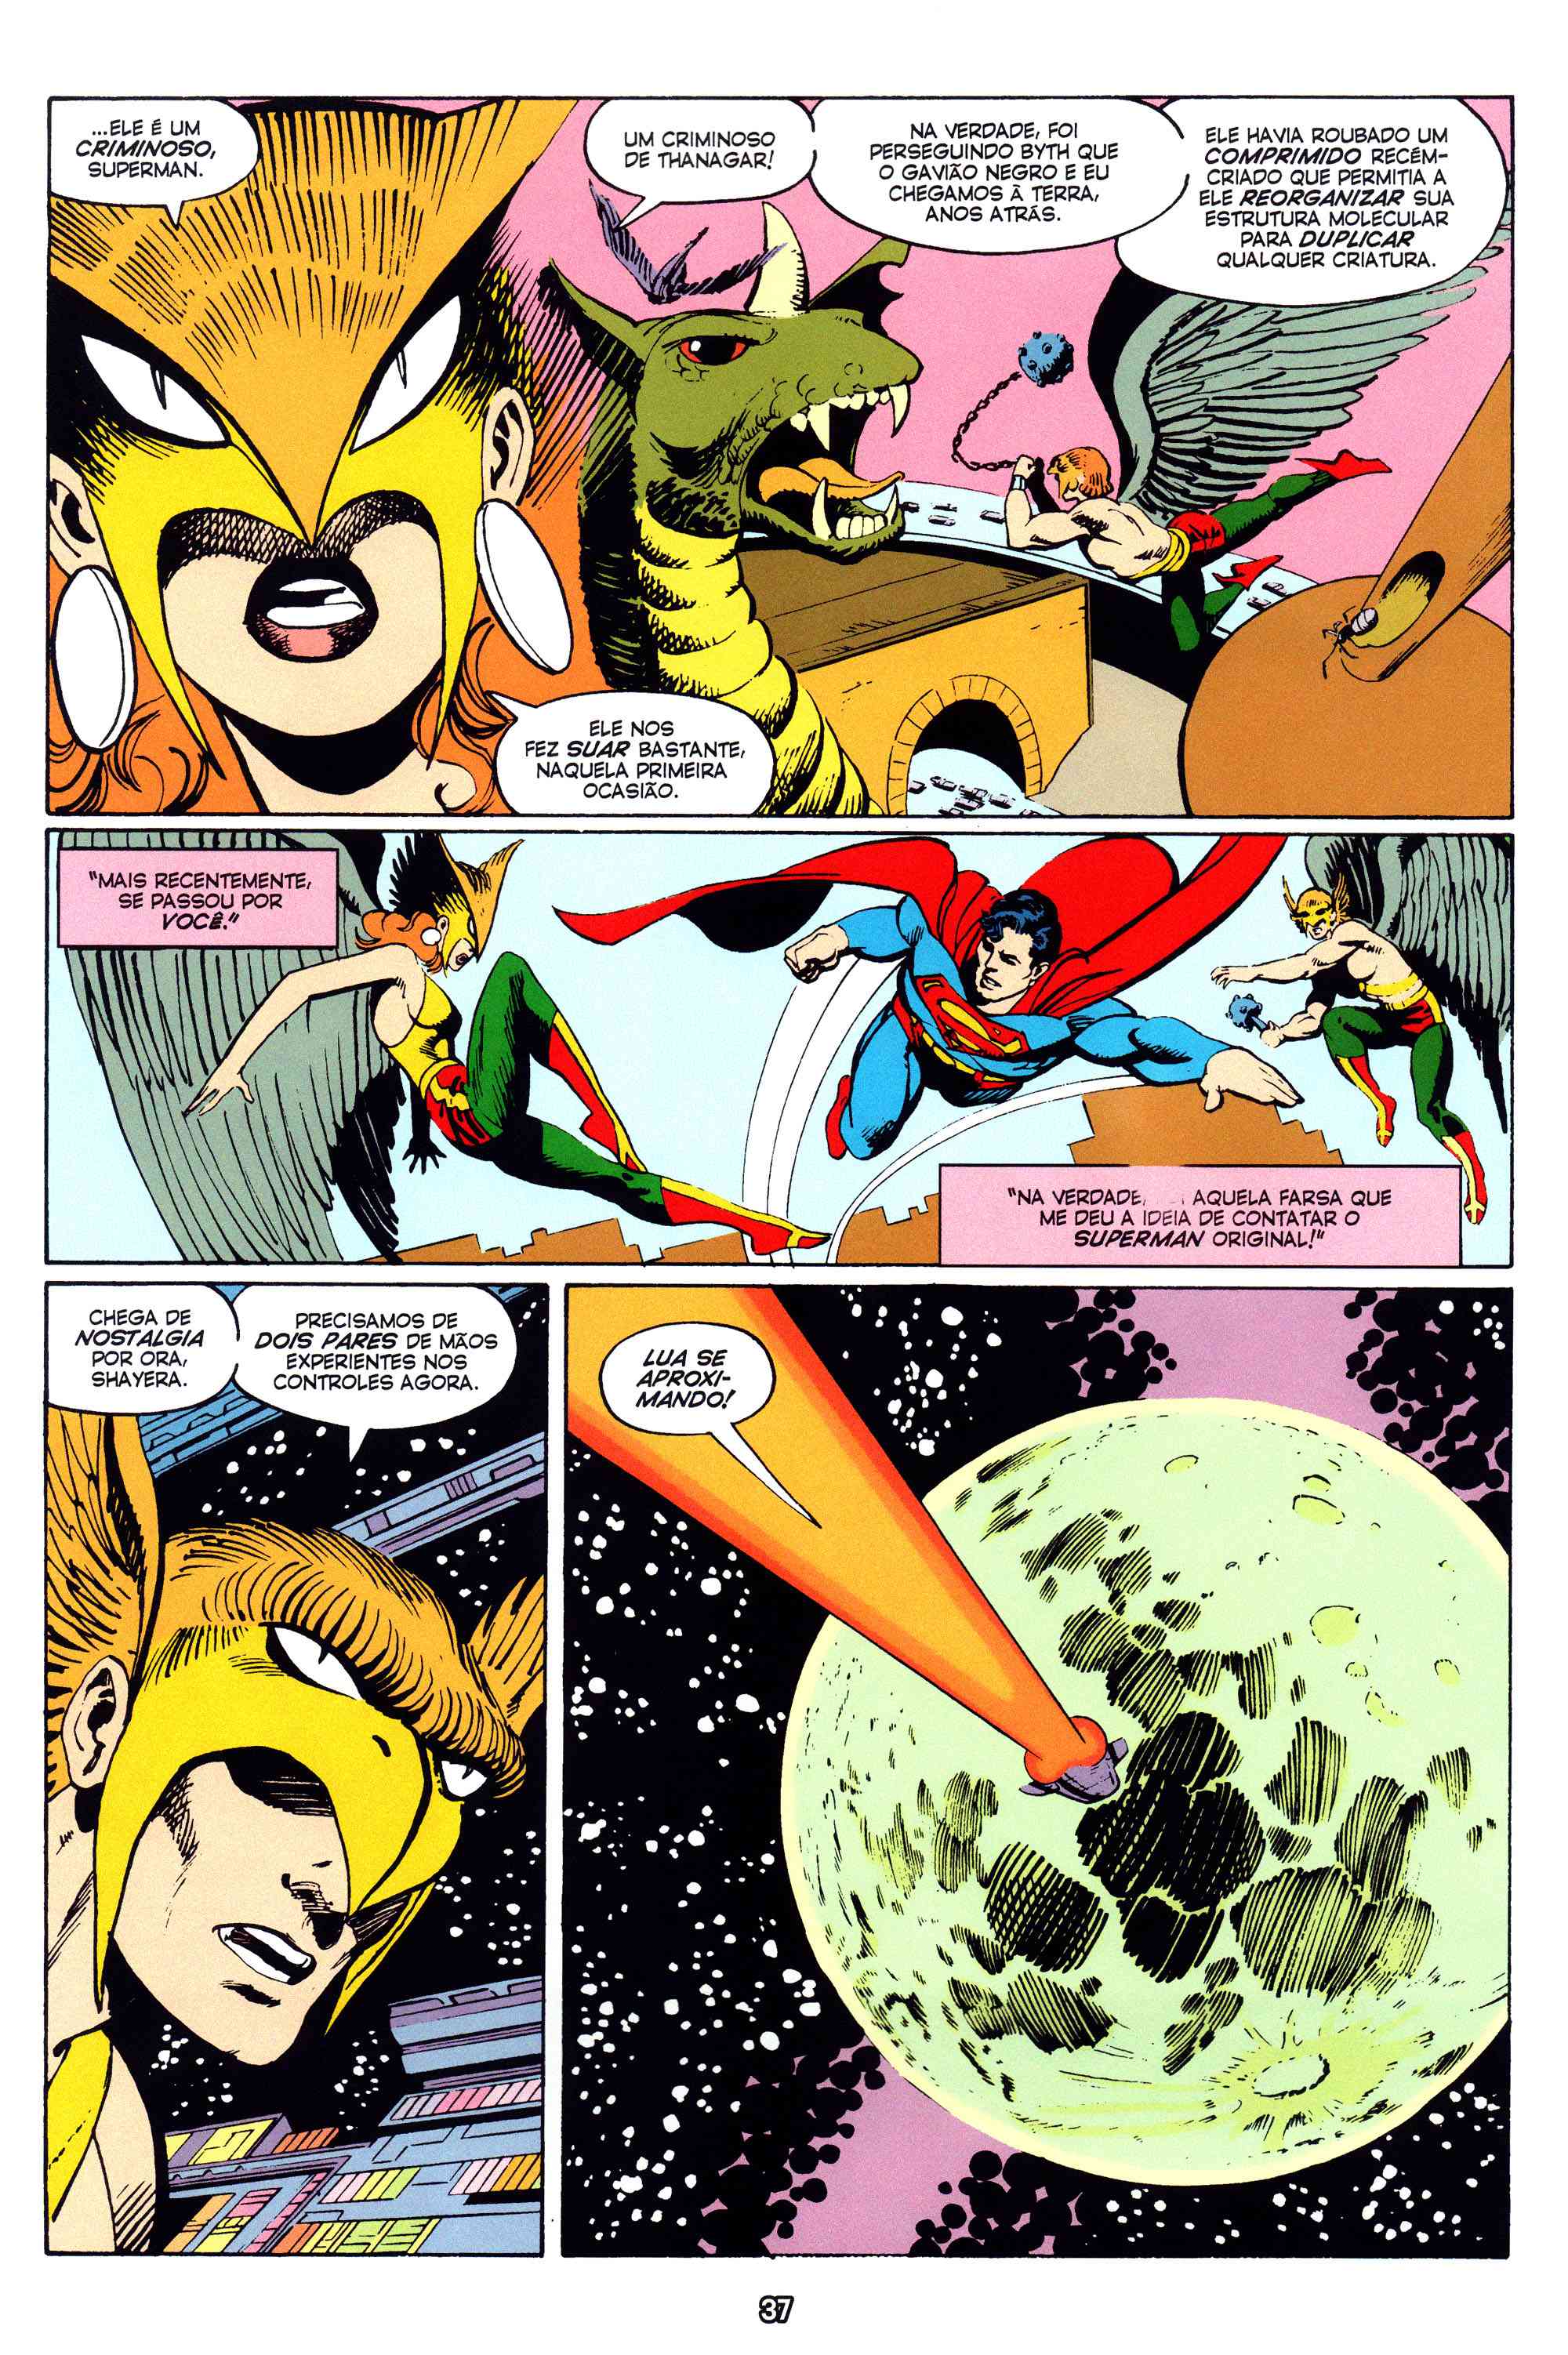 ...ELE É UM
CRIMINOSO,
SUPERMAN.
UM CRIMINOSO
DE THANAGAR!
NA VERDADE, FOI
PERSEGUINDO BYTH QUE
O GAVIÃO NEGRO E EU
CHEGAMOS À TERRA,
ANOS ATRÁS.
ELE HAVIA ROUBADO UM
COMPRIMIDO RECÉM-
CRIADO QUE PERMITIA A
ELE REORGANIZAR SUA
ESTRUTURA MOLECULAR
PARA DUPLICAR
QUALQUER CRIATURA.
ELE NOS
FEZ SUAR BASTANTE,
NAQUELA PRIMEIRA
OCASIÃO.
"MAIS RECENTEMENTE,
SE PASSOU POR
VOCÊ."
"NA VERDADE, AQUELA FARSA QUE
ME DEU A IDEIA DE CONTATAR O
SUPERMAN ORIGINAL!"
CHEGA DE
NOSTALGIA
POR ORA,
SHAYERA.
PRECISAMOS DE
DOIS PARES DE MÃOS
EXPERIENTES NOS
CONTROLES AGORA.
LUA SE
APROXI-
MANDO!
37